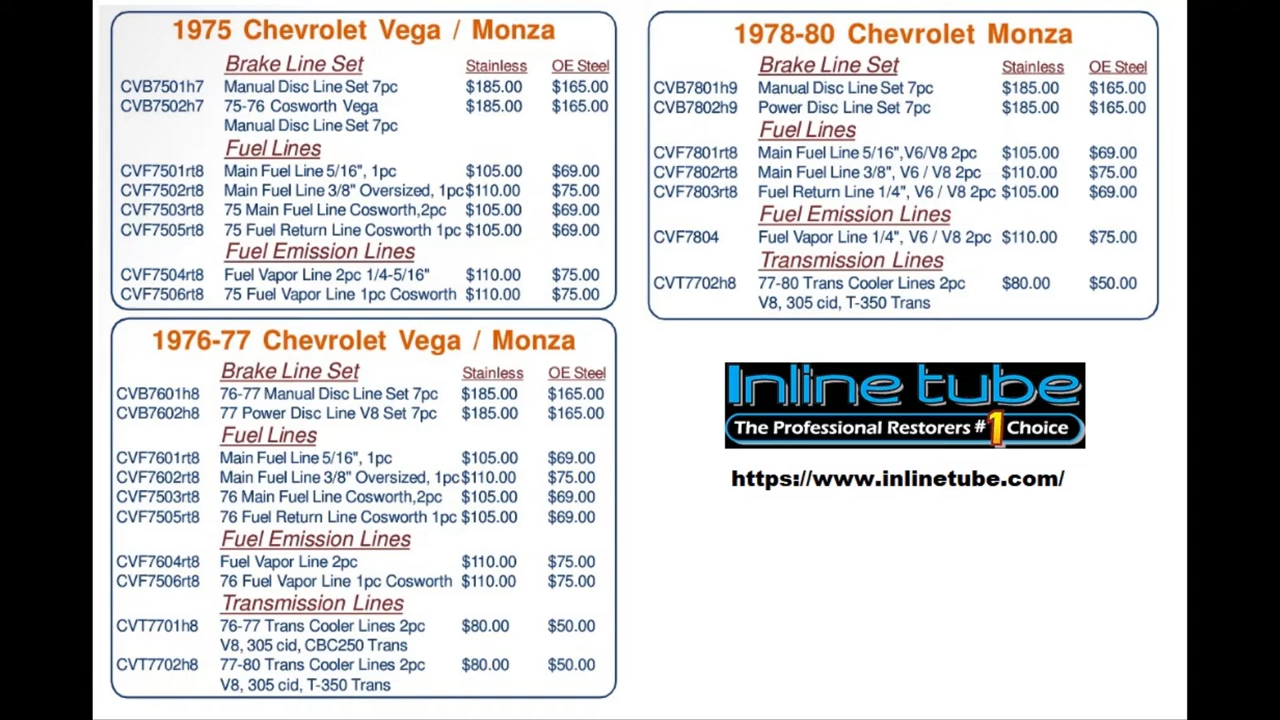 1975 Chevrolet Vega / Monza
Brake Line Set Stainless OE Steel
CVB7501h7 Manual Disc Line Set 7pc $185.00 $165.00
CVB7502h7 75-76 Cosworth Vega $185.00 $165.00
Manual Disc Line Set 7pc
Fuel Lines
CVF7501rt8 Main Fuel Line 5/16", 1pc $105.00 $69.00
CVF7502rt8 Main Fuel Line 3/8" Oversized, 1pc $110.00 $75.00
CVF7503rt8 75 Main Fuel Line Cosworth,2pc $105.00 $69.00
CVF7505rt8 75 Fuel Return Line Cosworth 1pc $105.00 $69.00
Fuel Emission Lines
CVF7504rt8 Fuel Vapor Line 2pc 1/4-5/16" $110.00 $75.00
CVF7506rt8 75 Fuel Vapor Line 1pc Cosworth $110.00 $75.00
1976-77 Chevrolet Vega / Monza
Brake Line Set Stainless OE Steel
CVB7601h8 76-77 Manual Disc Line Set 7pc $185.00 $165.00
CVB7602h8 77 Power Disc Line V8 Set 7pc $185.00 $165.00
Fuel Lines
CVF7601rt8 Main Fuel Line 5/16", 1pc $105.00 $69.00
CVF7602rt8 Main Fuel Line 3/8" Oversized, 1pc $110.00 $75.00
CVF7503rt8 76 Main Fuel Line Cosworth,2pc $105.00 $69.00
CVF7505rt8 76 Fuel Return Line Cosworth 1pc $105.00 $69.00
Fuel Emission Lines
CVF7604rt8 Fuel Vapor Line 2pc $110.00 $75.00
CVF7506rt8 76 Fuel Vapor Line 1pc Cosworth $110.00 $75.00
Transmission Lines
CVT7701h8 76-77 Trans Cooler Lines 2pc $80.00 $50.00
V8, 305 cid, CBC250 Trans
CVT7702h8 77-80 Trans Cooler Lines 2pc $80.00 $50.00
V8, 305 cid, T-350 Trans
1978-80 Chevrolet Monza
Brake Line Set Stainless OE Steel
CVB7801h9 Manual Disc Line Set 7pc $185.00 $165.00
CVB7802h9 Power Disc Line Set 7pc $185.00 $165.00
Fuel Lines
CVF7801rt8 Main Fuel Line 5/16",V6/V8 2pc $105.00 $69.00
CVF7802rt8 Main Fuel Line 3/8", V6 / V8 2pc $110.00 $75.00
CVF7803rt8 Fuel Return Line 1/4", V6 / V8 2pc $105.00 $69.00
Fuel Emission Lines
CVF7804 Fuel Vapor Line 1/4", V6 / V8 2pc $110.00 $75.00
Transmission Lines
CVT7702h8 77-80 Trans Cooler Lines 2pc $80.00 $50.00
V8, 305 cid, T-350 Trans
Inline tube
The Professional Restorers #1 Choice
https://www.inlinetube.com/